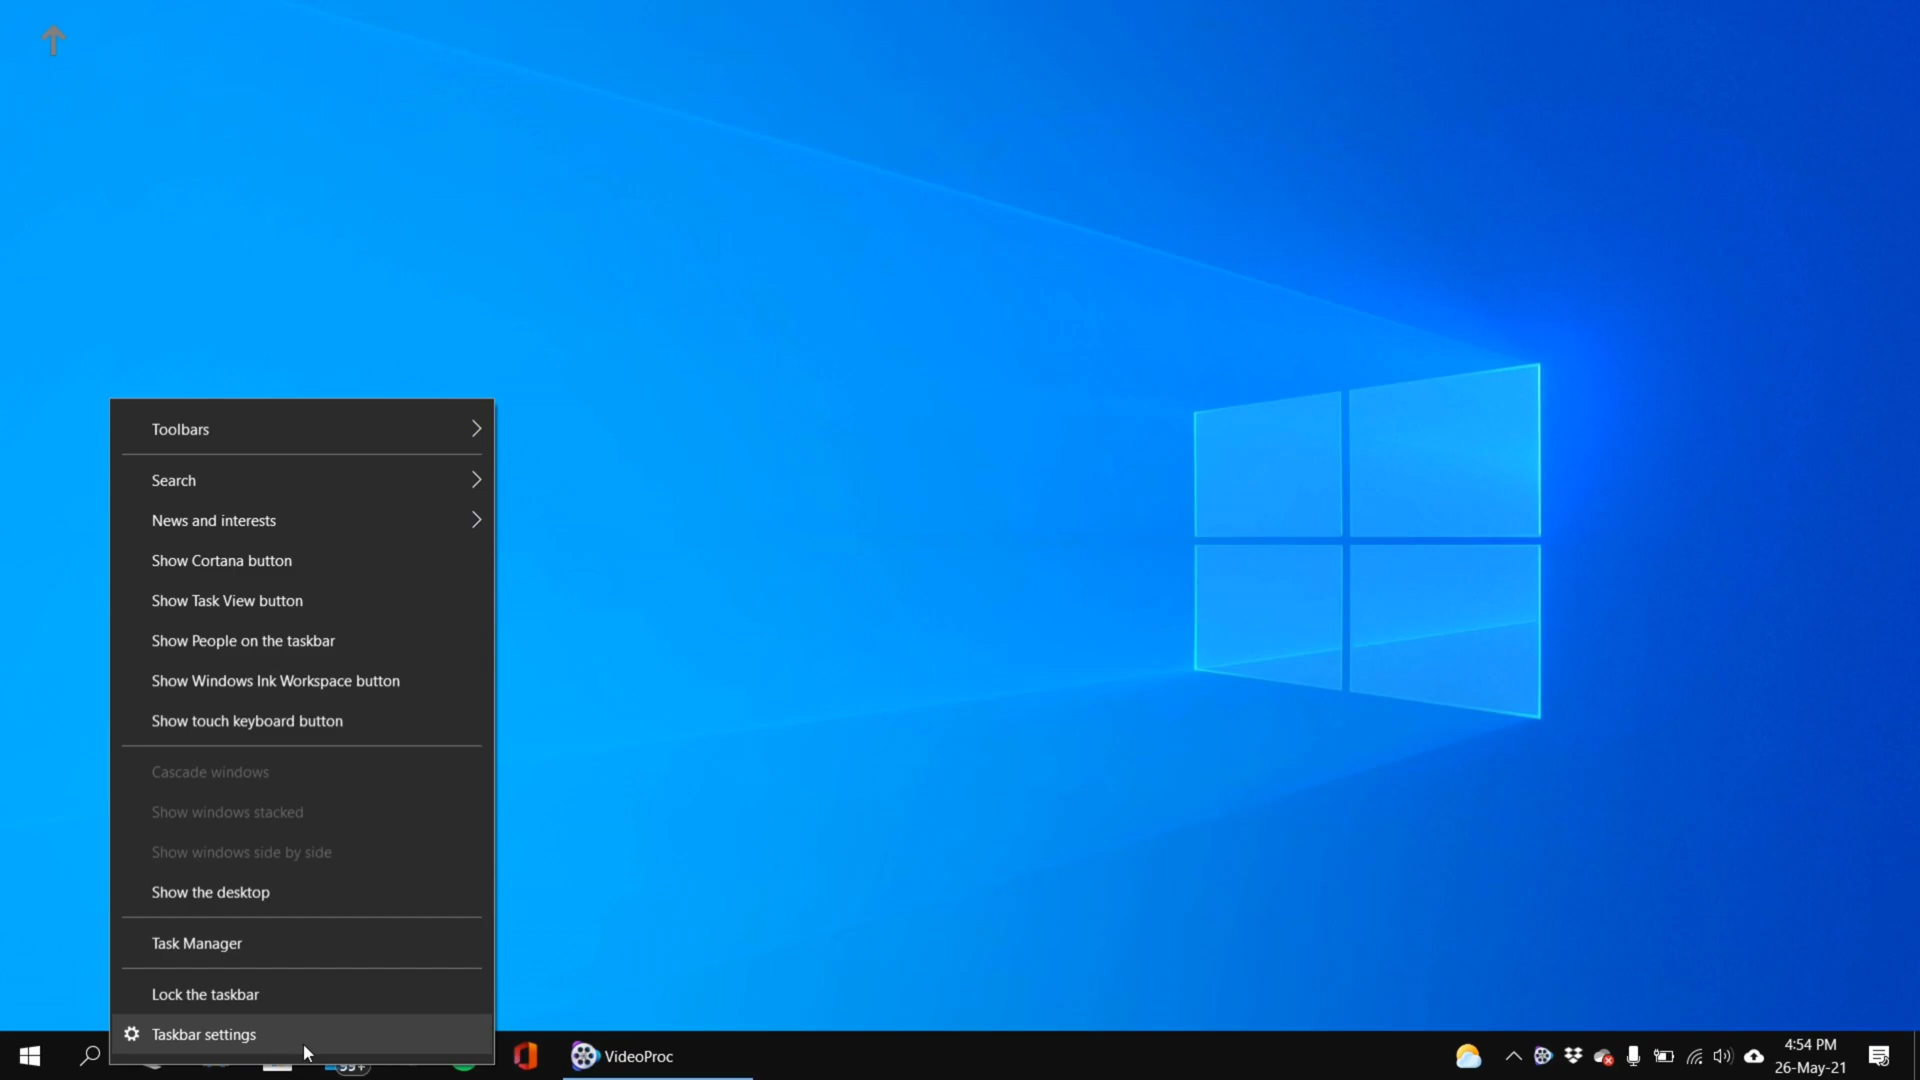 Toolbars
Search
News and interests
Show Cortana button
Show Task View button
Show People on the taskbar
Show Windows Ink Workspace button
Show touch keyboard button
Cascade windows
Show windows stacked
Show windows side by side
Show the desktop
Task Manager
Lock the taskbar
Taskbar settings
99+
VideoProc
4:54 PM
26-May-21